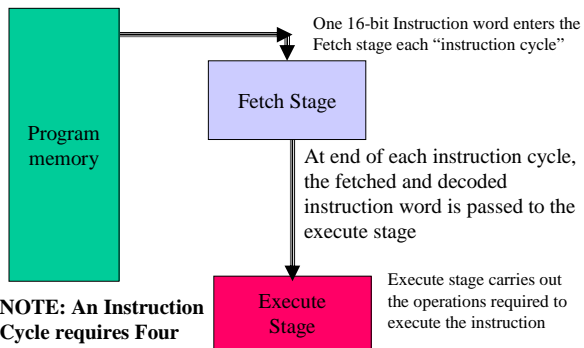 One 16-bit Instruction word enters the
Fetch stage each “instruction cycle”
Fetch Stage
Program
memory
At end of each instruction cycle,
the fetched and decoded
instruction word is passed to the
execute stage
Execute stage carries out
the operations required to
execute the instruction
Execute
Stage
NOTE: An Instruction
Cycle requires Four